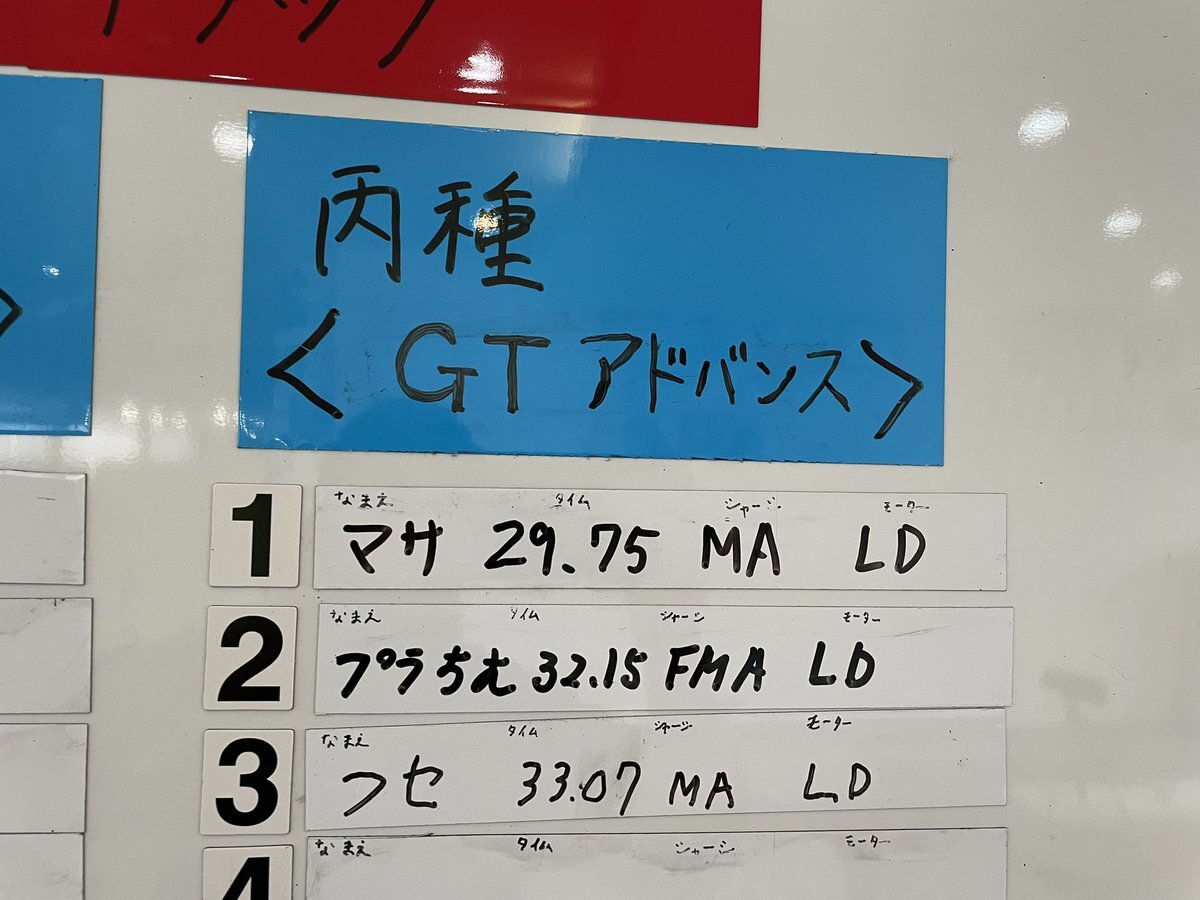 丙種
〈 GTアドバンス 〉
1 なまえ タイム シャーシ モーター
マサ 29.75 MA LD
2 なまえ タイム シャーシ モーター
プラちむ 32.15 FMA LD
3 なまえ タイム シャーシ モーター
フセ 33.07 MA LD
4 なまえ タイム シャーシ モーター